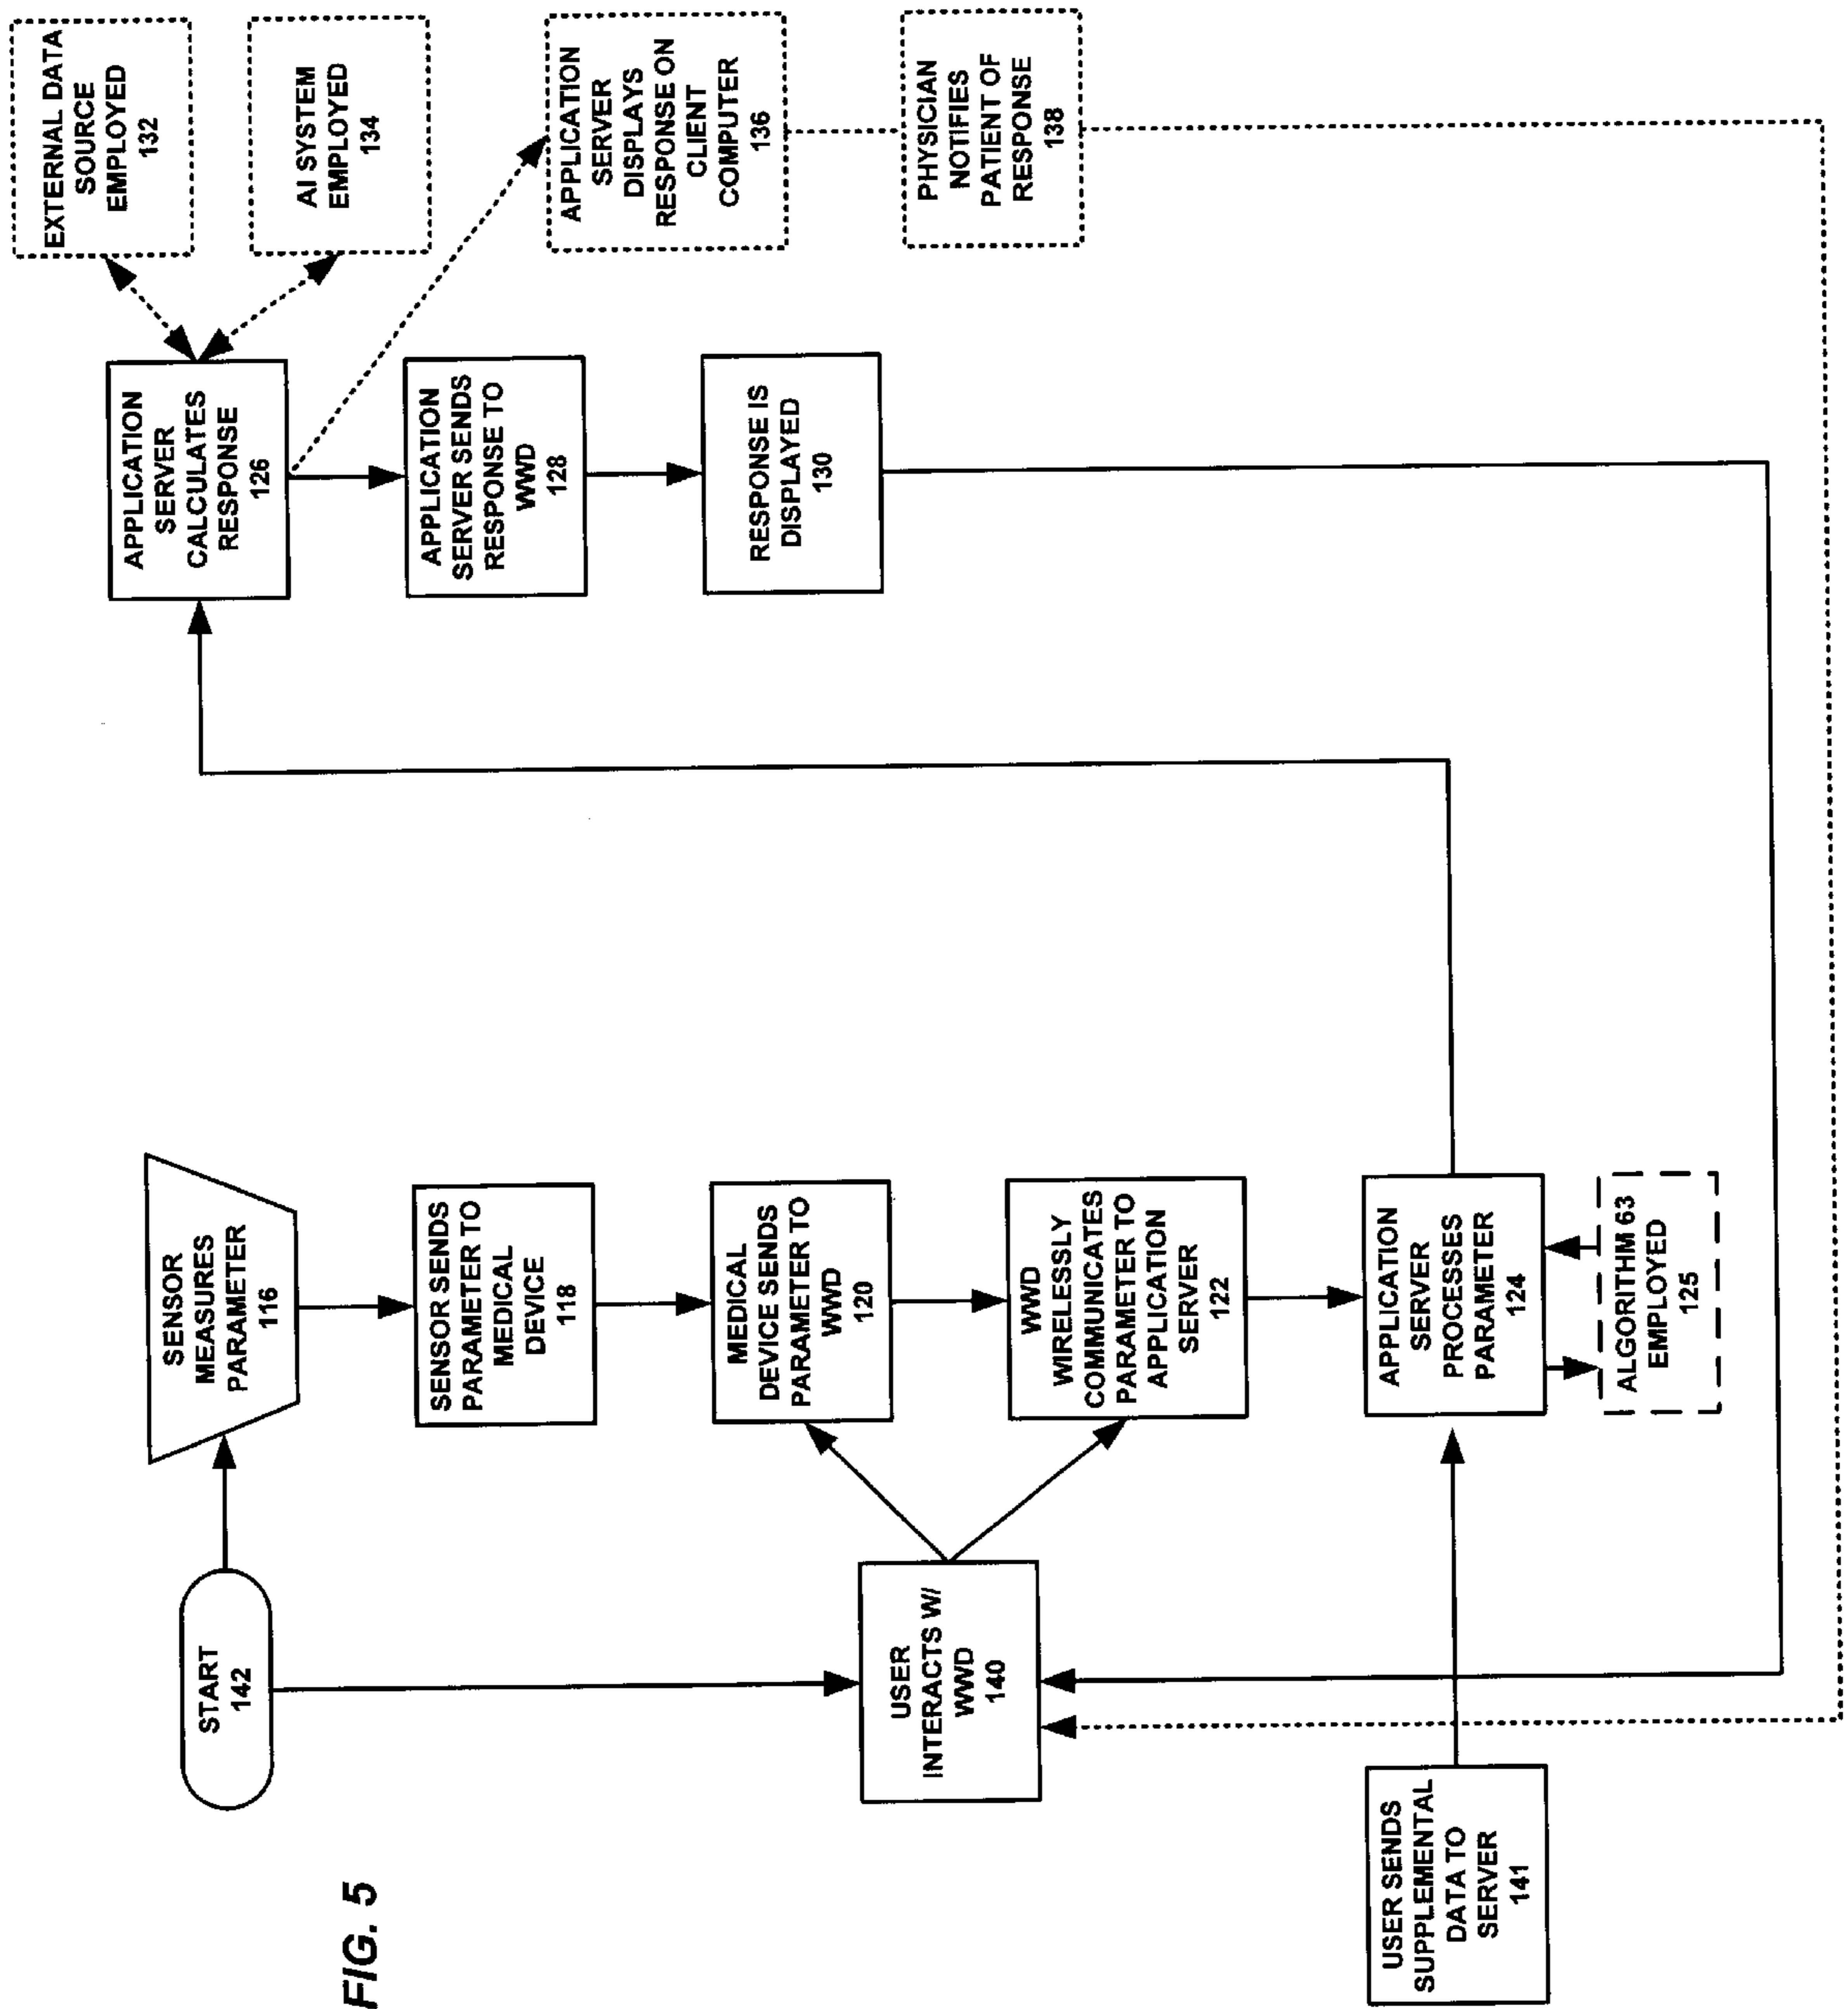 FIG. 5
START
142
SENSOR
MEASURES
PARAMETER
116
SENSOR SENDS
PARAMETER TO
MEDICAL
DEVICE
118
MEDICAL
DEVICE SENDS
PARAMETER TO
WWD
120
WWD
WIRELESSLY
COMMUNICATES
PARAMETER TO
APPLICATION
SERVER
122
APPLICATION
SERVER
PROCESSES
PARAMETER
124
ALGORITHM 63
EMPLOYED
125
USER
INTERACTS W/
WWD
140
USER SENDS
SUPPLEMENTAL
DATA TO
SERVER
141
APPLICATION
SERVER
CALCULATES
RESPONSE
126
APPLICATION
SERVER SENDS
RESPONSE TO
WWD
128
RESPONSE IS
DISPLAYED
130
EXTERNAL DATA
SOURCE
EMPLOYED
132
AI SYSTEM
EMPLOYED
134
APPLICATION
SERVER
DISPLAYS
RESPONSE ON
CLIENT
COMPUTER
136
PHYSICIAN
NOTIFIES
PATIENT OF
RESPONSE
138